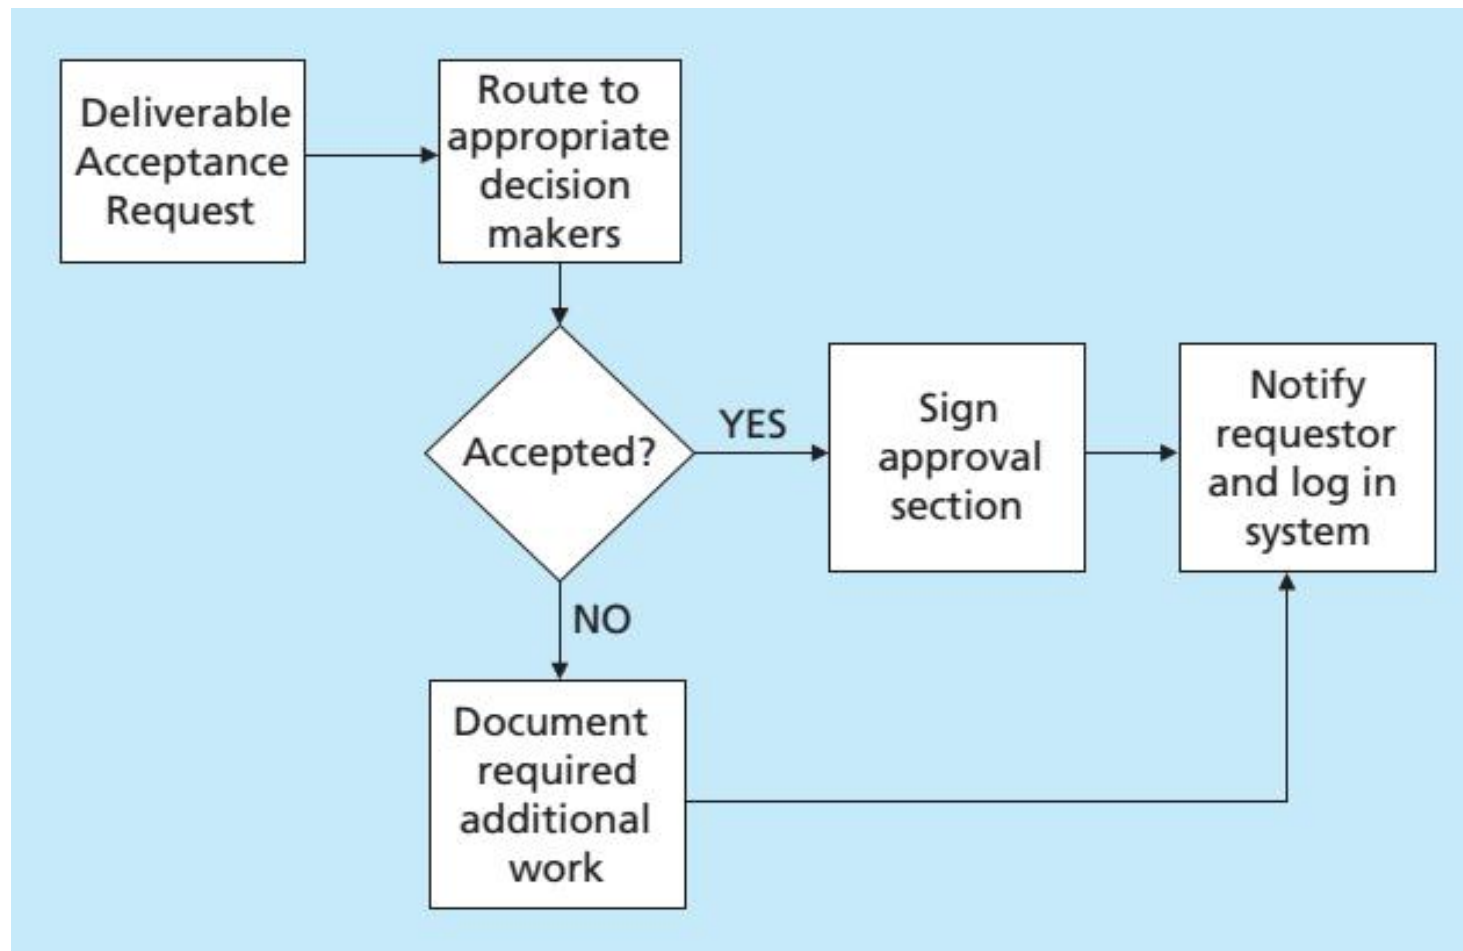 Deliverable
Acceptance
Request
Route to
appropriate
decision
makers
Accepted?
YES
Sign
approval
section
Notify
requestor
and log in
system
NO
Document
required
additional
work